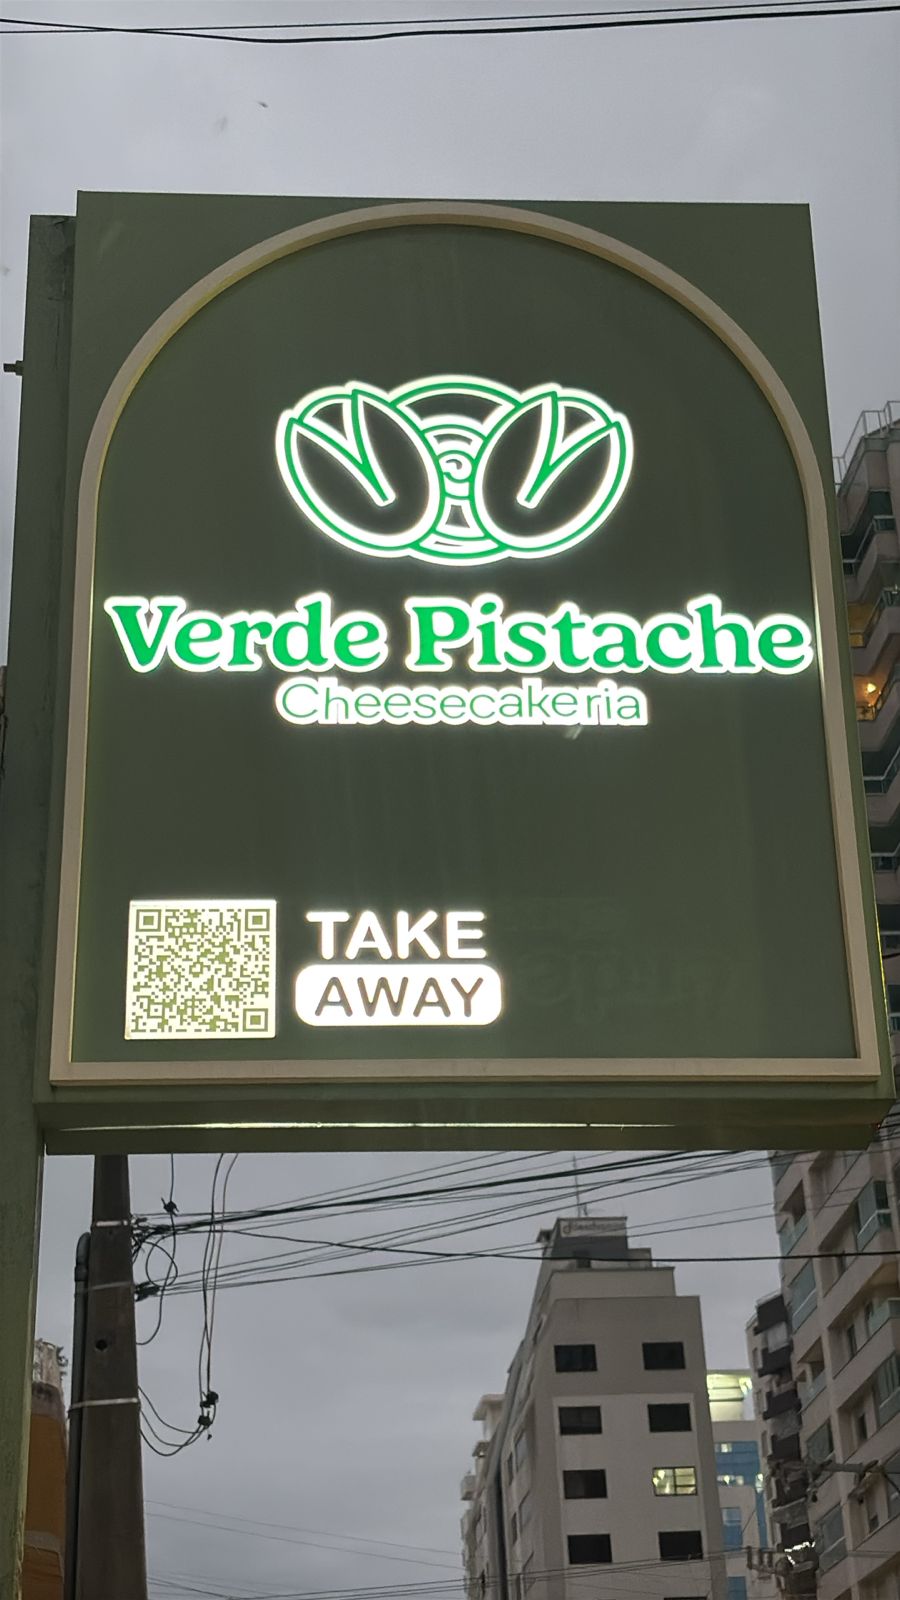 Verde Pistache
Cheesecakeria
TAKE
AWAY